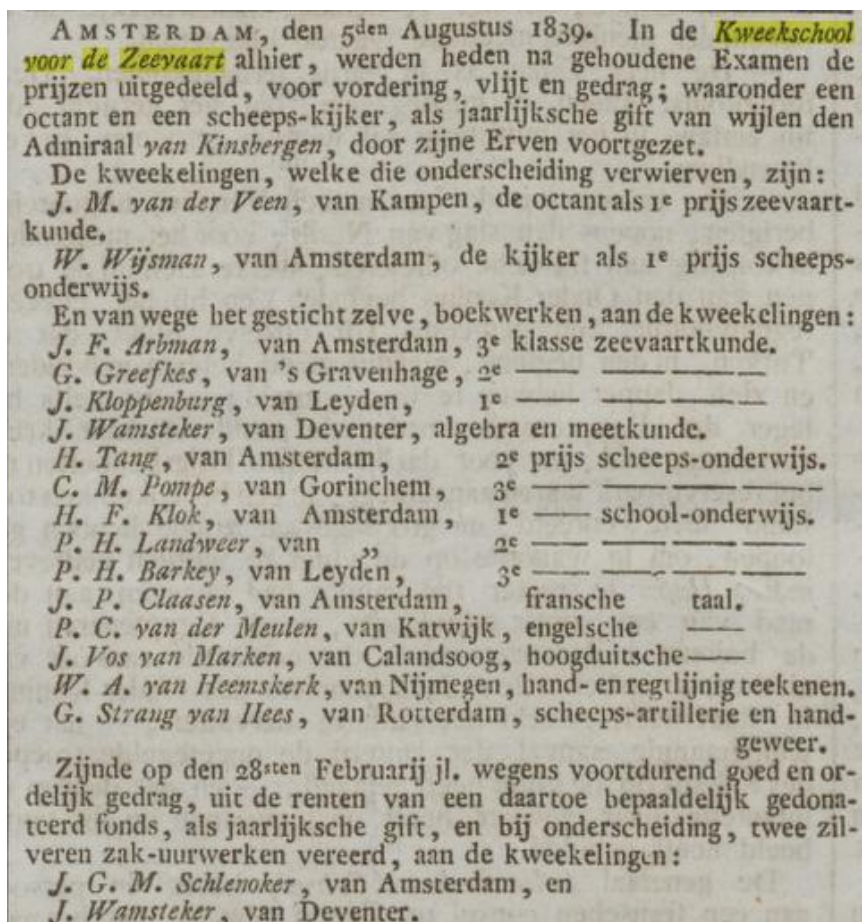 AMSTERDAM, den 5den Augustus 1839. In de Kweekschool
voor de Zeevaart alhier, werden heden na gehoudene Examen de
prijzen uitgedeeld, voor vordering, vlijt en gedrag; waaronder een
octant en een scheeps-kijker, als jaarlijksche gift van wijlen den
Admiraal van Kinsbergen, door zijne Erven voortgezet.
De kweekelingen, welke die onderscheiding verwierven, zijn:
J. M. van der Veen, van Kampen, de octant als 1e prijs zeevaart-
kunde.
W. Wijsman, van Amsterdam, de kijker als 1e prijs scheeps-
onderwijs.
En van wege het gesticht zelve, boekwerken, aan de kweekelingen:
J. F. Arbman, van Amsterdam, 3e klasse zeevaartkunde.
G. Greefkes, van 's Gravenhage, 2e — — — —
J. Kloppenburg, van Leyden, 1e — — — —
J. Wamsteker, van Deventer, algebra en meetkunde.
H. Tang, van Amsterdam, 2e prijs scheeps-onderwijs.
C. M. Pompe, van Gorinchem, 3e — — — — —
H. F. Klok, van Amsterdam, 1e — school-onderwijs.
P. H. Landweer, van „ 2e — — — —
P. H. Barkey, van Leyden, 3e — — — —
J. P. Claasen, van Amsterdam, fransche taal.
P. C. van der Meulen, van Katwijk, engelsche —
J. Vos van Marken, van Calandsoog, hoogduitsche —
W. A. van Heemskerk, van Nijmegen, hand- en regtlijnig teekenen.
G. Strang van Hees, van Rotterdam, scheeps-artillerie en hand-
geweer.
Zijnde op den 28sten Februarij jl. wegens voortdurend goed en or-
delijk gedrag, uit de renten van een daartoe bepaaldelijk gedona-
teerd fonds, als jaarlijksche gift, en bij onderscheiding, twee zil-
veren zak-uurwerken vereerd, aan de kweekelingen:
J. G. M. Schlenoker, van Amsterdam, en
J. Wamsteker, van Deventer.